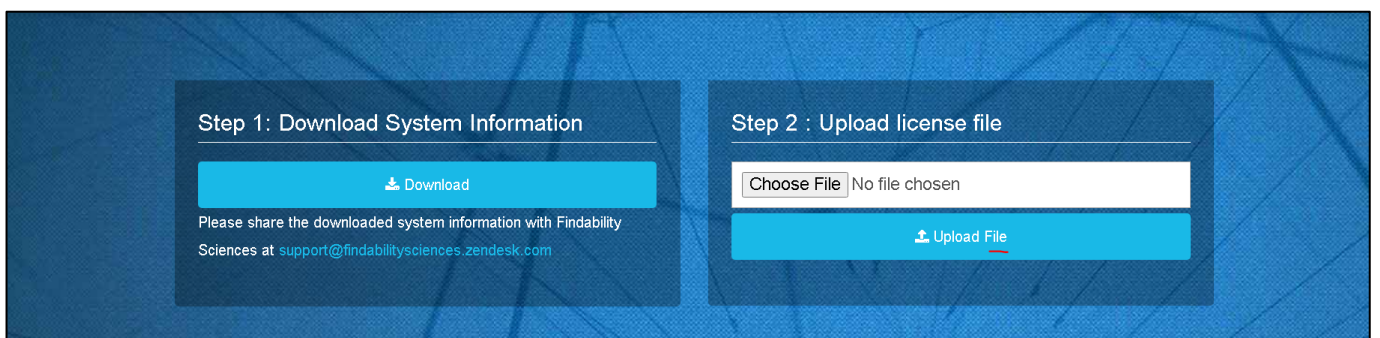 Step 1: Download System Information
Download
Please share the downloaded system information with Findability
Sciences at support@findabilitysciences.zendesk.com
Step 2 : Upload license file
Choose File No file chosen
Upload File